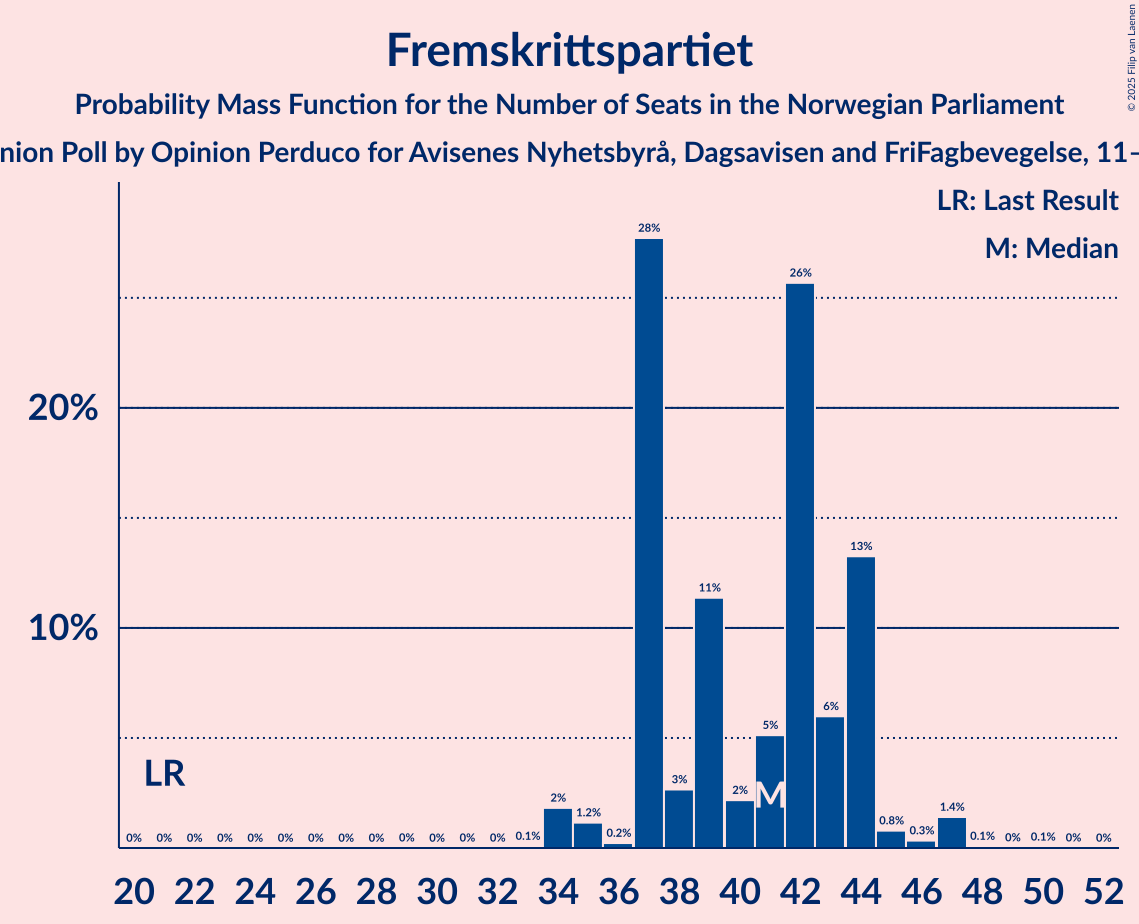 © 2025 Filip van Laenen
Fremskrittspartiet
Probability Mass Function for the Number of Seats in the Norwegian Parliament
nion Poll by Opinion Perduco for Avisenes Nyhetsbyrå, Dagsavisen and FriFagbevegelse, 11–
LR: Last Result
M: Median
28%
26%
20%
13%
11%
10%
6%
5%
LR
3%
2%
M
2%
1.2%
1.4%
0% 0% 0% 0% 0% 0% 0% 0% 0% 0% 0% 0% 0% 0.1% 0.2% 0.8% 0.3% 0.1% 0% 0.1% 0% 0%
20 22 24 26 28 30 32 34 36 38 40 42 44 46 48 50 52